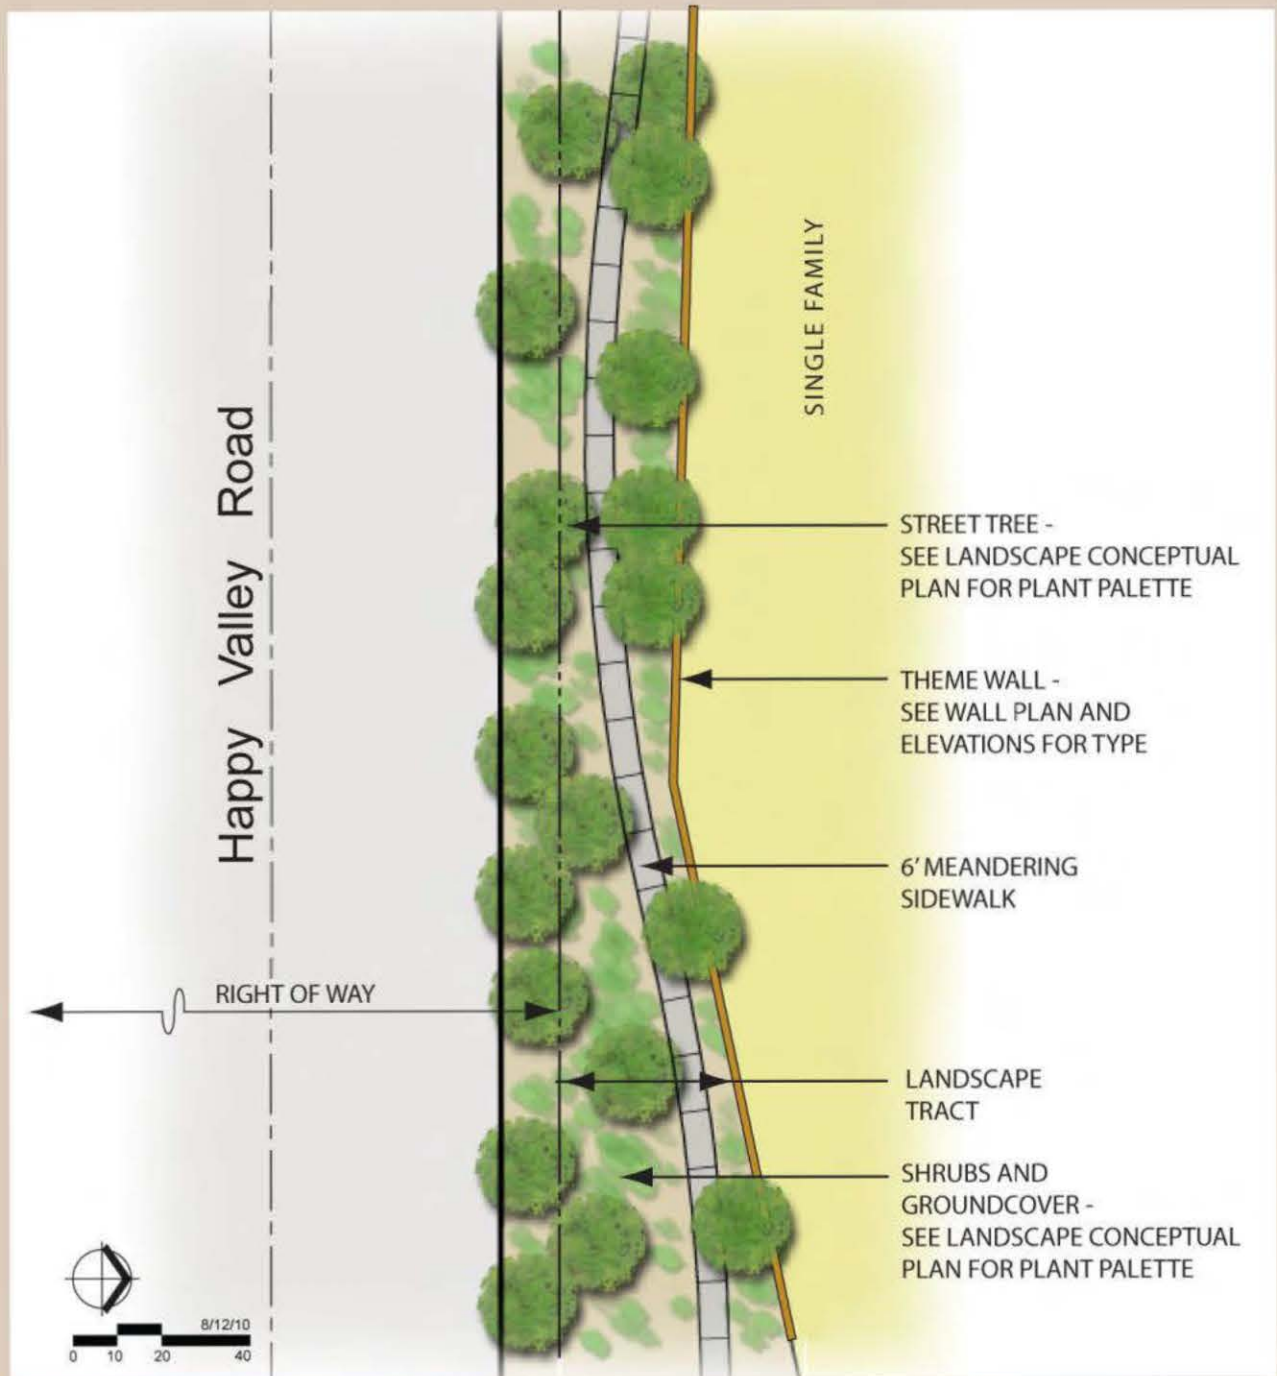 SINGLE FAMILY
Happy Valley Road
STREET TREE -
SEE LANDSCAPE CONCEPTUAL
PLAN FOR PLANT PALETTE
THEME WALL -
SEE WALL PLAN AND
ELEVATIONS FOR TYPE
6' MEANDERING
SIDEWALK
RIGHT OF WAY
LANDSCAPE
TRACT
SHRUBS AND
GROUNDCOVER -
SEE LANDSCAPE CONCEPTUAL
PLAN FOR PLANT PALETTE
8/12/10
0 10 20 40